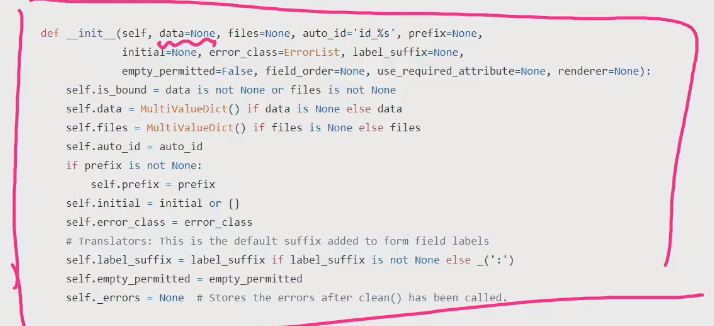 def __init__(self, data=None, files=None, auto_id='id_%s', prefix=None,
initial=None, error_class=ErrorList, label_suffix=None,
empty_permitted=False, field_order=None, use_required_attribute=None, renderer=None):
self.is_bound = data is not None or files is not None
self.data = MultiValueDict() if data is None else data
self.files = MultiValueDict() if files is None else files
self.auto_id = auto_id
if prefix is not None:
self.prefix = prefix
self.initial = initial or {}
self.error_class = error_class
# Translators: This is the default suffix added to form field labels
self.label_suffix = label_suffix if label_suffix is not None else _(':')
self.empty_permitted = empty_permitted
self._errors = None  # Stores the errors after clean() has been called.